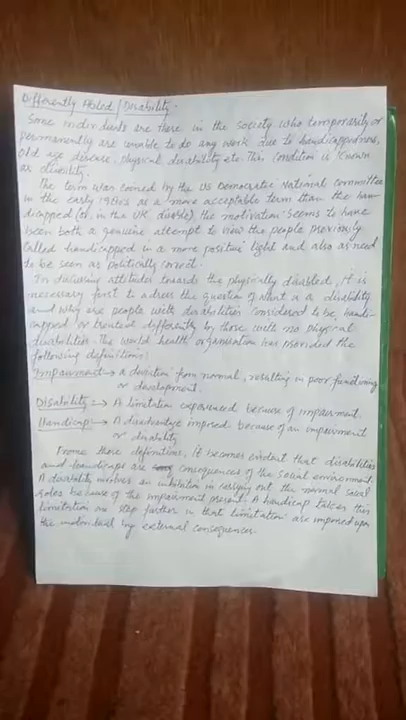 Differently Abled / Disability.
Some individuals are there in the society who temporarily or
permanently are unable to do any work due to handicappedness,
old age disease, physical disability etc. This condition is known
as disability.
The term was coined by the US Democratic National committee
in the early 1980s as a more acceptable term than the han-
dicapped (or, in the UK disable) the motivation seems to have
been both a genuine attempt to view the people previously
called handicapped in a more positive light and also as need
to be seen as politically correct.
In discussing attitudes towards the physically disabled, it is
necessary first to adress the question of what a a disability
and why are people with disabilities considered to be handi-
capped or treated differently by those with no physical
disabilities. The world health organisation has provided the
following definitions:
Impairment → A deviation from normal, resulting in poor functioning
or development.
Disability → A limitation experienced because of impairment.
Handicap → A disadvantage imposed because of an impairment
or disability
From these definitions, it becomes evident that disabilities
and handicaps are consequences of the social environment.
A disability involves an inhibition in carrying out the normal social
roles because of the impairment present. A handicap takes this
limitation are step further in that limitation are imposed upon
the individual by external consequences.